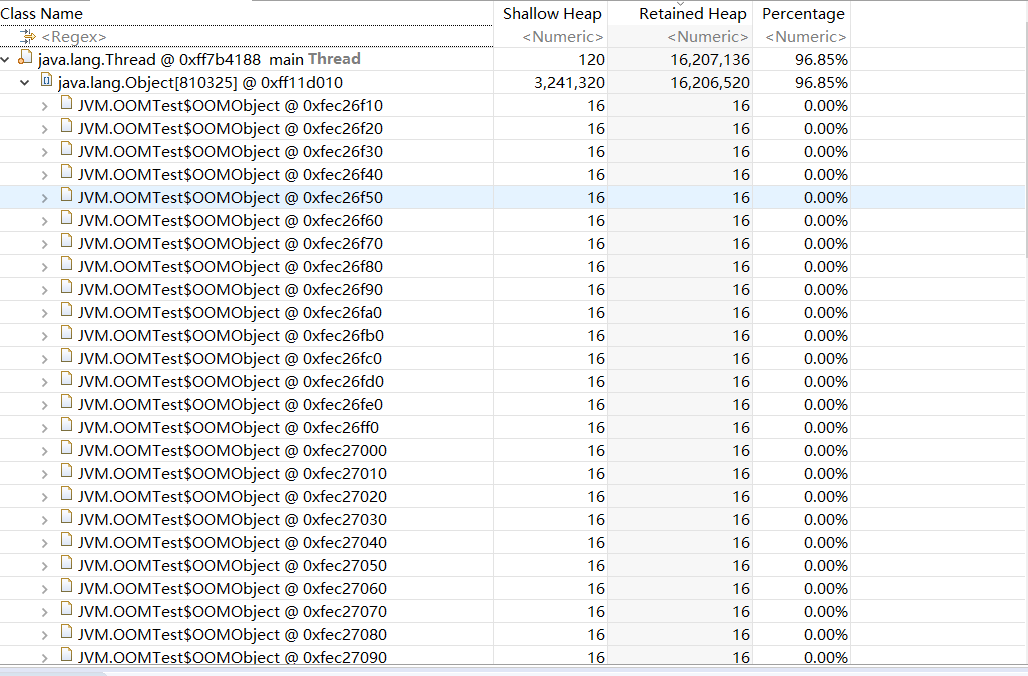 Class Name Shallow Heap Retained Heap Percentage
<Regex> <Numeric> <Numeric> <Numeric>
java.lang.Thread @ 0xff7b4188 main Thread 120 16,207,136 96.85%
java.lang.Object[810325] @ 0xff11d010 3,241,320 16,206,520 96.85%
JVM.OOMTest$OOMObject @ 0xfec26f10 16 16 0.00%
JVM.OOMTest$OOMObject @ 0xfec26f20 16 16 0.00%
JVM.OOMTest$OOMObject @ 0xfec26f30 16 16 0.00%
JVM.OOMTest$OOMObject @ 0xfec26f40 16 16 0.00%
JVM.OOMTest$OOMObject @ 0xfec26f50 16 16 0.00%
JVM.OOMTest$OOMObject @ 0xfec26f60 16 16 0.00%
JVM.OOMTest$OOMObject @ 0xfec26f70 16 16 0.00%
JVM.OOMTest$OOMObject @ 0xfec26f80 16 16 0.00%
JVM.OOMTest$OOMObject @ 0xfec26f90 16 16 0.00%
JVM.OOMTest$OOMObject @ 0xfec26fa0 16 16 0.00%
JVM.OOMTest$OOMObject @ 0xfec26fb0 16 16 0.00%
JVM.OOMTest$OOMObject @ 0xfec26fc0 16 16 0.00%
JVM.OOMTest$OOMObject @ 0xfec26fd0 16 16 0.00%
JVM.OOMTest$OOMObject @ 0xfec26fe0 16 16 0.00%
JVM.OOMTest$OOMObject @ 0xfec26ff0 16 16 0.00%
JVM.OOMTest$OOMObject @ 0xfec27000 16 16 0.00%
JVM.OOMTest$OOMObject @ 0xfec27010 16 16 0.00%
JVM.OOMTest$OOMObject @ 0xfec27020 16 16 0.00%
JVM.OOMTest$OOMObject @ 0xfec27030 16 16 0.00%
JVM.OOMTest$OOMObject @ 0xfec27040 16 16 0.00%
JVM.OOMTest$OOMObject @ 0xfec27050 16 16 0.00%
JVM.OOMTest$OOMObject @ 0xfec27060 16 16 0.00%
JVM.OOMTest$OOMObject @ 0xfec27070 16 16 0.00%
JVM.OOMTest$OOMObject @ 0xfec27080 16 16 0.00%
JVM.OOMTest$OOMObject @ 0xfec27090 16 16 0.00%